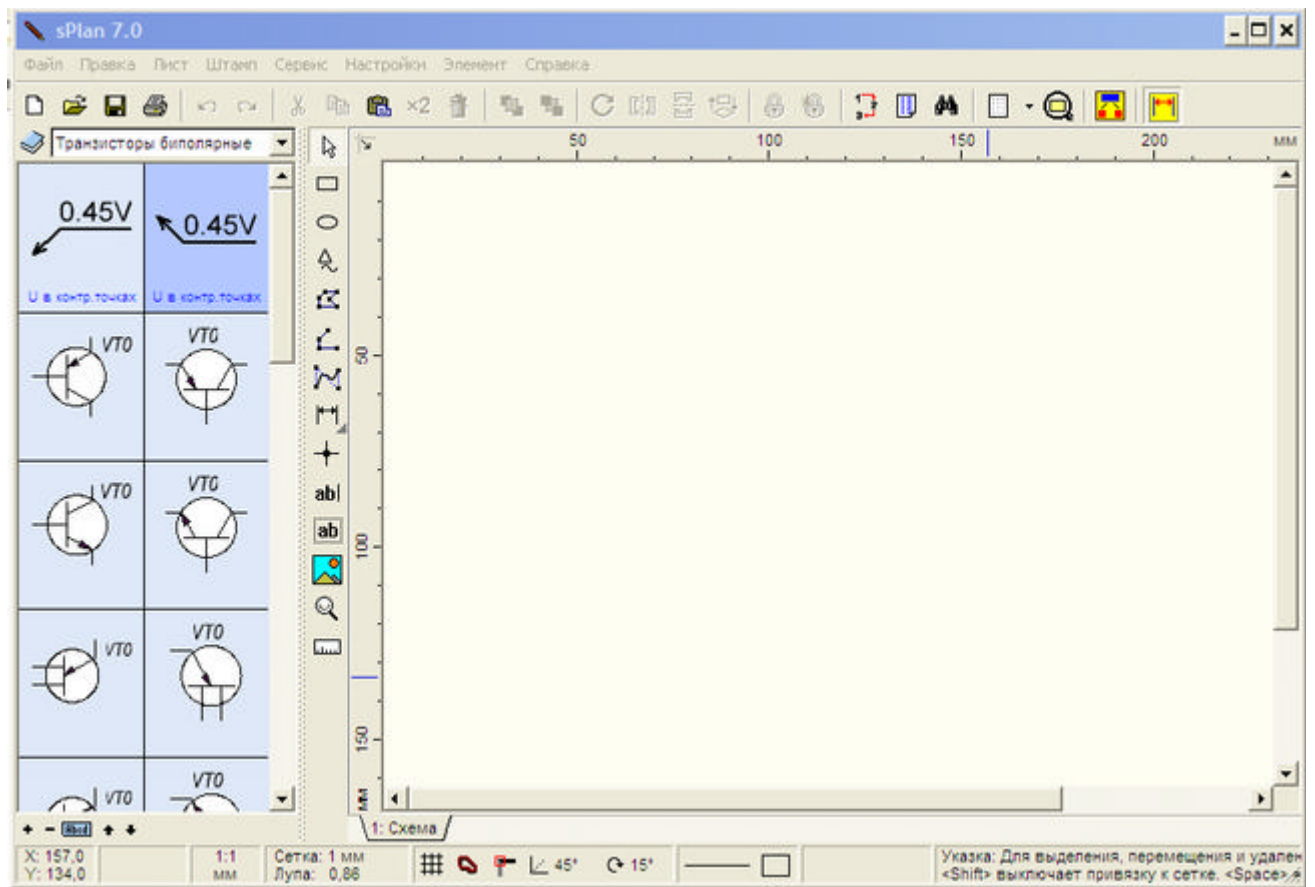 sPlan 7.0
Файл Правка Лист Штамп Сервис Настройки Элемент Справка
×2
Транзисторы биполярные
50 100 150 200 мм
0.45V 0.45V
U в контр.точках U в контр.точках
VT0 VT0
VT0 VT0
VT0 VT0
VT0 VT0
ab|
ab
50
100
150
мм
1: Схема
X: 157,0
Y: 134,0
1:1
мм
Сетка: 1 мм
Лупа: 0,86
45°
15°
Указка: Для выделения, перемещения и удален
<Shift> выключает привязку к сетке. <Space>